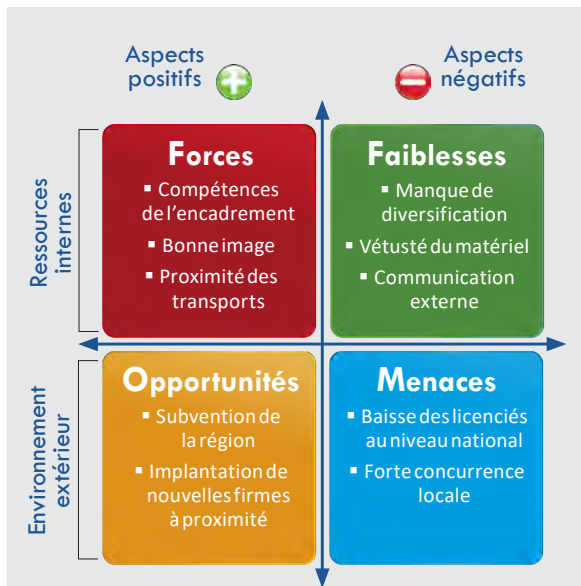 Aspects
positifs
Aspects
négatifs
Ressources
internes
Forces
▪ Compétences
de l'encadrement
▪ Bonne image
▪ Proximité des
transports
Faiblesses
▪ Manque de
diversification
▪ Vétusté du matériel
▪ Communication
externe
Environnement
extérieur
Opportunités
▪ Subvention de
la région
▪ Implantation de
nouvelles firmes
à proximité
Menaces
▪ Baisse des licenciés
au niveau national
▪ Forte concurrence
locale